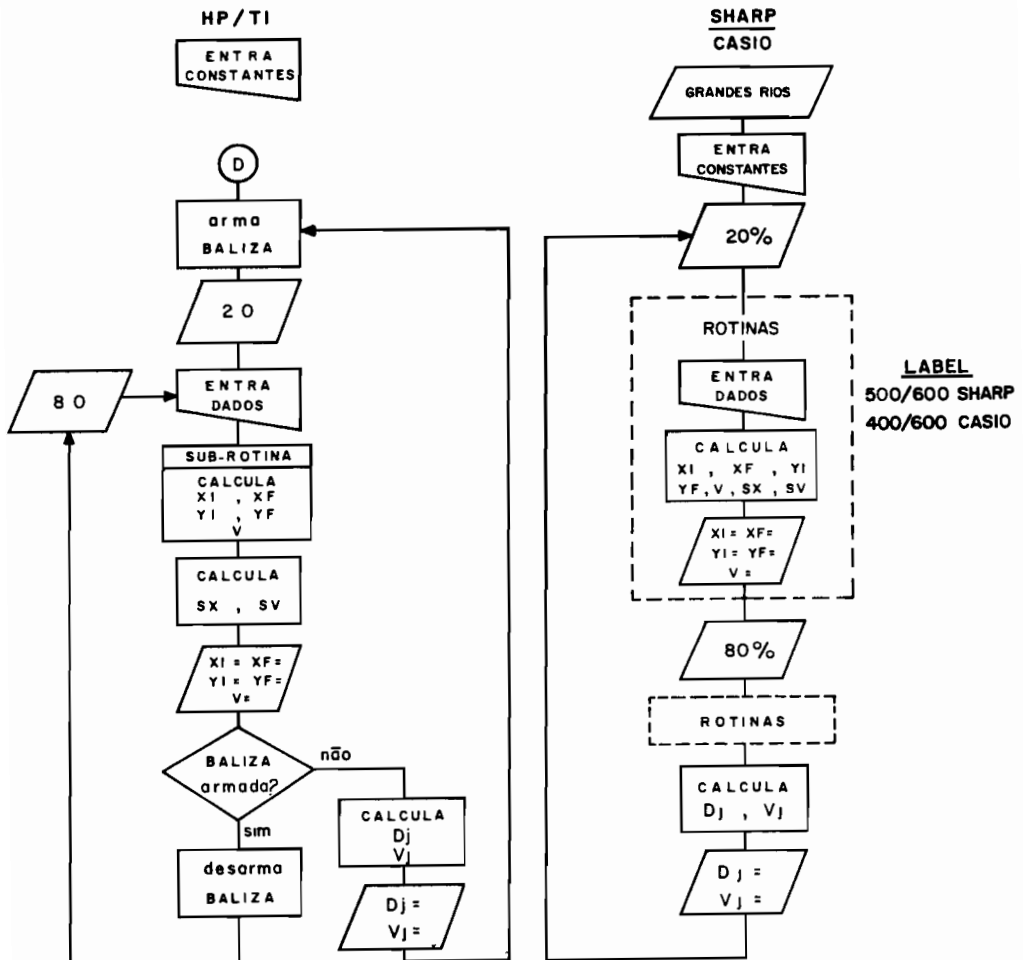 HP/TI
ENTRA
CONSTANTES
D
arma
BALIZA
20
80
ENTRA
DADOS
SUB-ROTINA
CALCULA
XI , XF
YI , YF
V
CALCULA
SX , SV
XI = XF=
YI = YF=
V=
BALIZA
armada?
não
sim
desarma
BALIZA
CALCULA
Dj
Vj
Dj =
Vj =
SHARP
CASIO
GRANDES RIOS
ENTRA
CONSTANTES
20%
ROTINAS
ENTRA
DADOS
CALCULA
XI , XF , YI
YF , V , SX , SV
XI= XF=
YI= YF=
V =
LABEL
500/600 SHARP
400/600 CASIO
80%
ROTINAS
CALCULA
Dj , Vj
Dj =
Vj =